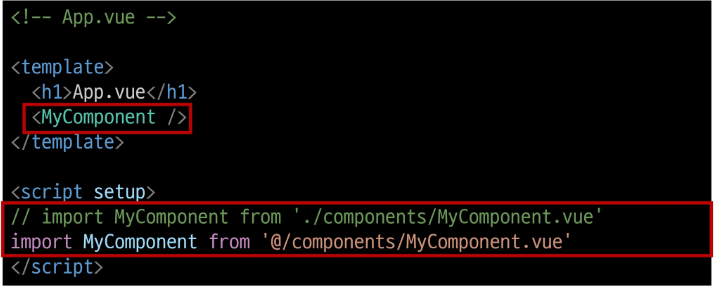 <!-- App.vue -->
<template>
<h1>App.vue</h1>
<MyComponent />
</template>
<script setup>
// import MyComponent from './components/MyComponent.vue'
import MyComponent from '@/components/MyComponent.vue'
</script>